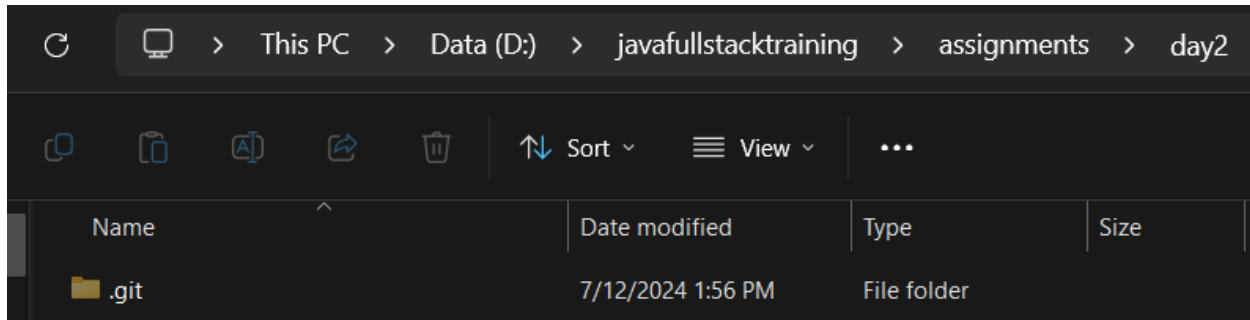 This PC > Data (D:) > javafullstacktraining > assignments > day2
Sort View
Name Date modified Type Size
.git 7/12/2024 1:56 PM File folder